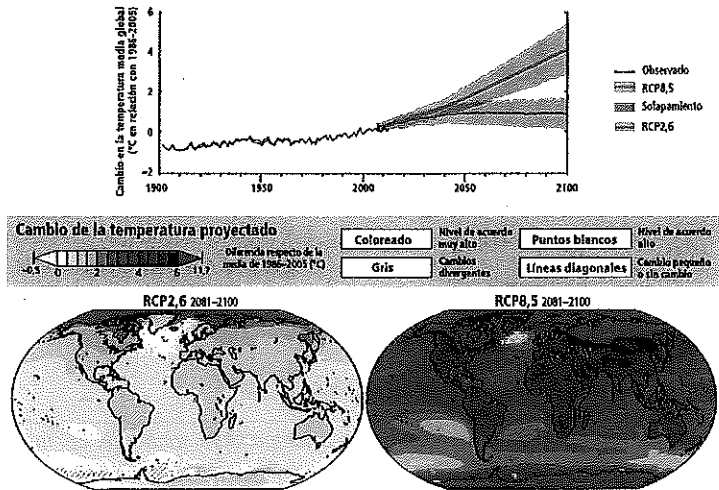 Cambio en la temperatura media global
(°C en relación con 1986-2005)
6
4
2
0
-2
1900
1950
2000
2050
2100
Observado
RCP8,5
Solapamiento
RCP2,6
Cambio de la temperatura proyectado
-0,5
0
2
4
6
11,7
Diferencia respecto de la
media de 1986–2005 (°C)
Coloreado
Nivel de acuerdo
muy alto
Puntos blancos
Nivel de acuerdo
alto
Gris
Cambios
divergentes
Líneas diagonales
Cambio pequeño
o sin cambio
RCP2,6 2081–2100
RCP8,5 2081–2100